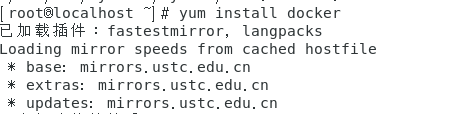 [root@localhost ~]# yum install docker
已加载插件：fastestmirror, langpacks
Loading mirror speeds from cached hostfile
 * base: mirrors.ustc.edu.cn
 * extras: mirrors.ustc.edu.cn
 * updates: mirrors.ustc.edu.cn